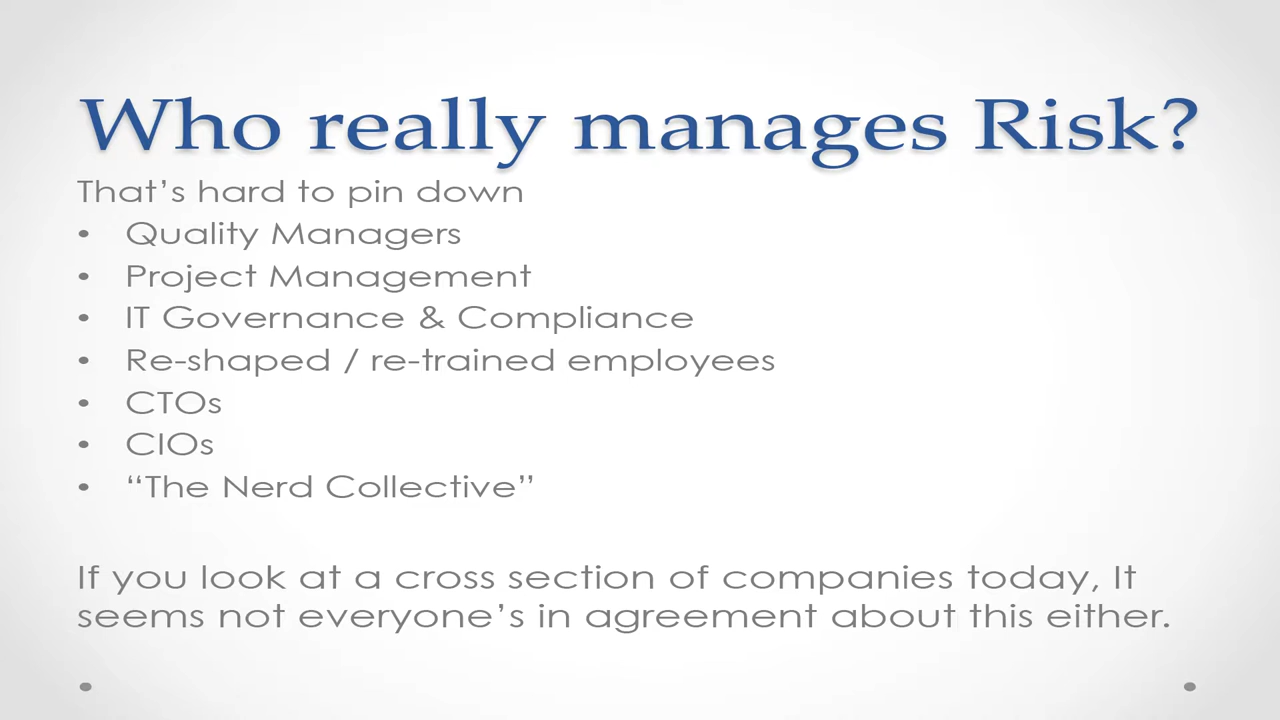 Who really manages Risk?
That’s hard to pin down
• Quality Managers
• Project Management
• IT Governance & Compliance
• Re-shaped / re-trained employees
• CTOs
• CIOs
• “The Nerd Collective”
If you look at a cross section of companies today, It
seems not everyone’s in agreement about this either.